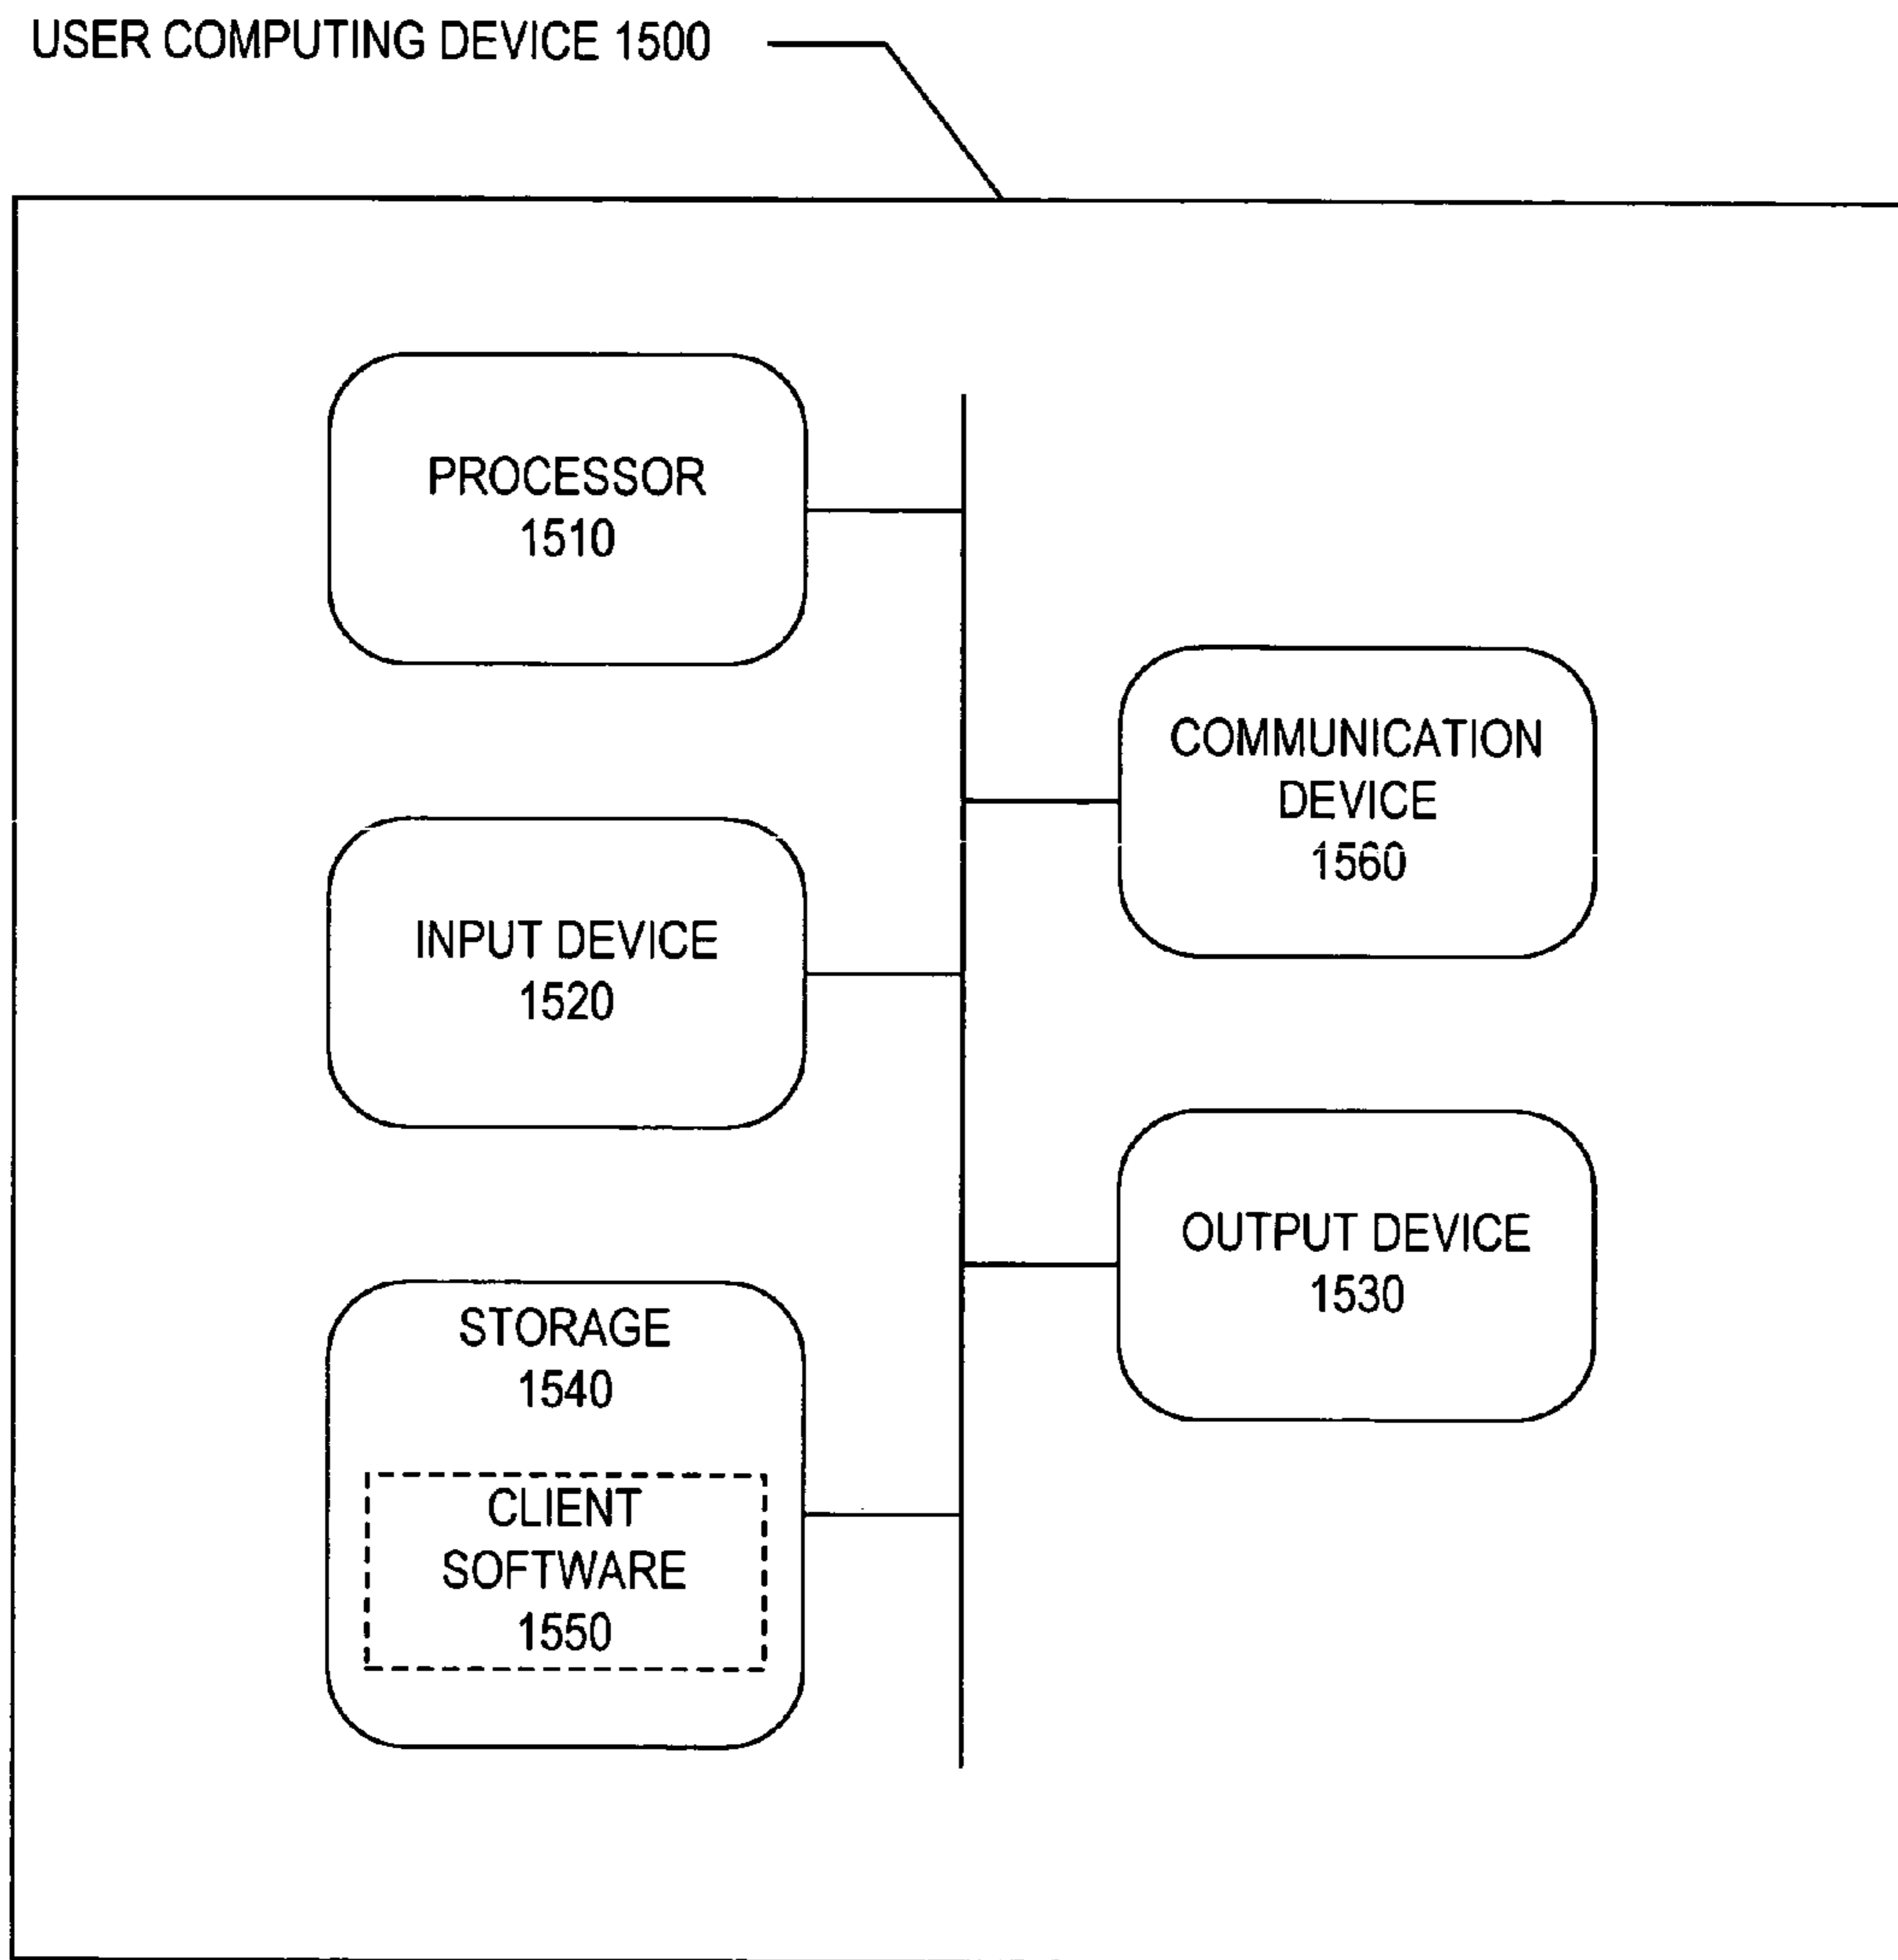 USER COMPUTING DEVICE 1500
PROCESSOR
1510
COMMUNICATION
DEVICE
1560
INPUT DEVICE
1520
OUTPUT DEVICE
1530
STORAGE
1540
CLIENT
SOFTWARE
1550